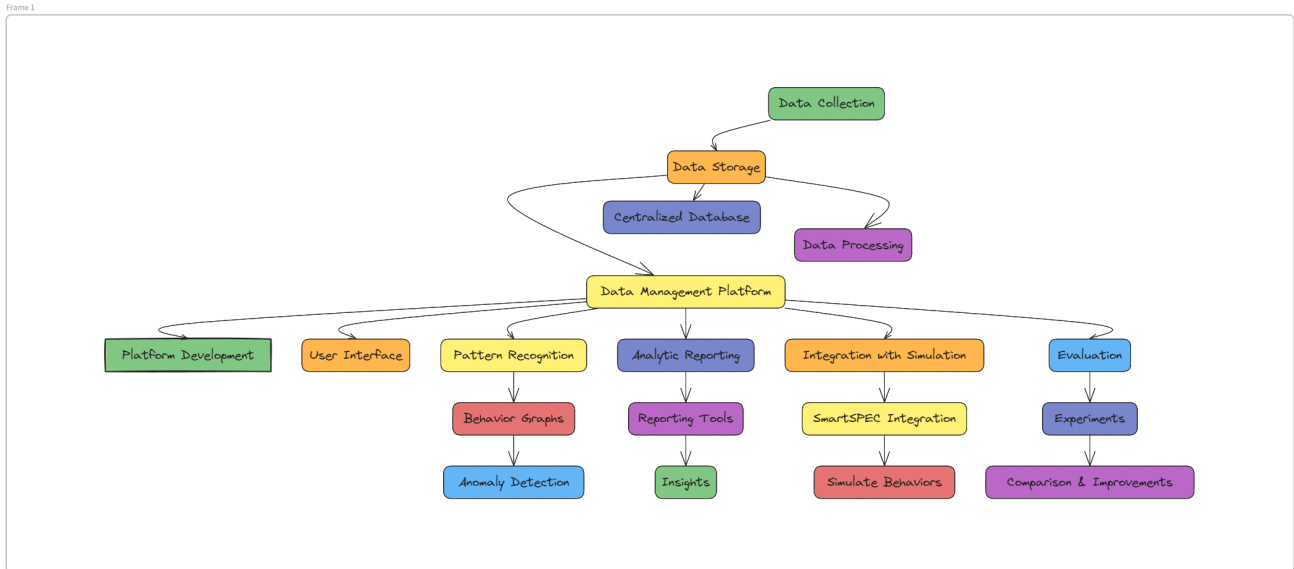 Frame 1
Data Collection
Data Storage
Centralized Database
Data Processing
Data Management Platform
Platform Development
User Interface
Pattern Recognition
Analytic Reporting
Integration with Simulation
Evaluation
Behavior Graphs
Reporting Tools
SmartSPEC Integration
Experiments
Anomaly Detection
Insights
Simulate Behaviors
Comparison & Improvements